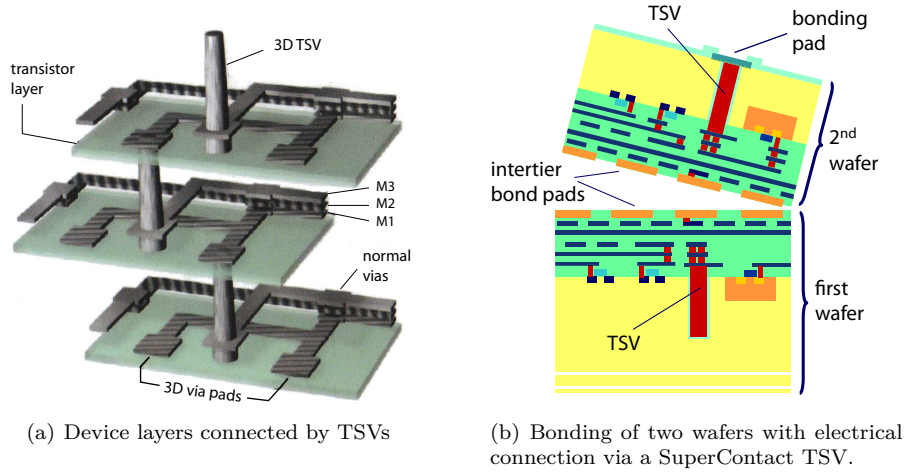 3D TSV
transistor
layer
M3
M2
M1
normal
vias
3D via pads
(a) Device layers connected by TSVs
TSV
bonding
pad
2nd
wafer
intertier
bond pads
first
wafer
TSV
(b) Bonding of two wafers with electrical
connection via a SuperContact TSV.